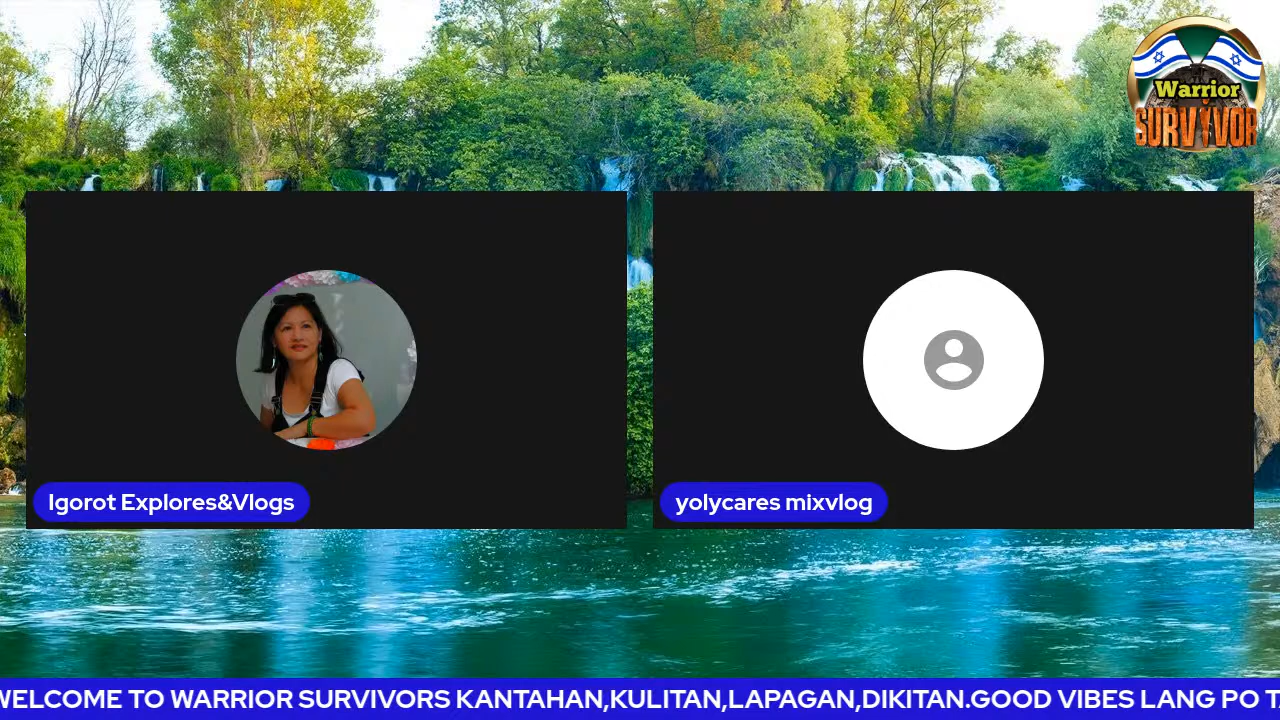 Warrior
SURVIVOR
Igorot Explores&Vlogs
yolycares mixvlog
WELCOME TO WARRIOR SURVIVORS KANTAHAN,KULITAN,LAPAGAN,DIKITAN.GOOD VIBES LANG PO